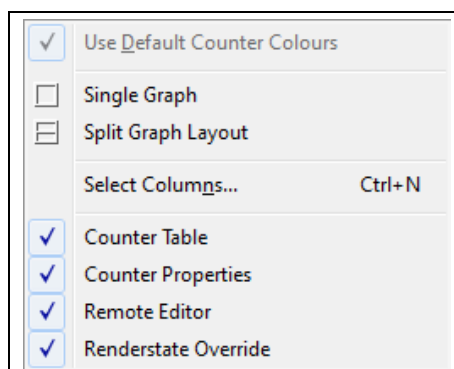 Use Default Counter Colours
Single Graph
Split Graph Layout
Select Columns... Ctrl+N
Counter Table
Counter Properties
Remote Editor
Renderstate Override